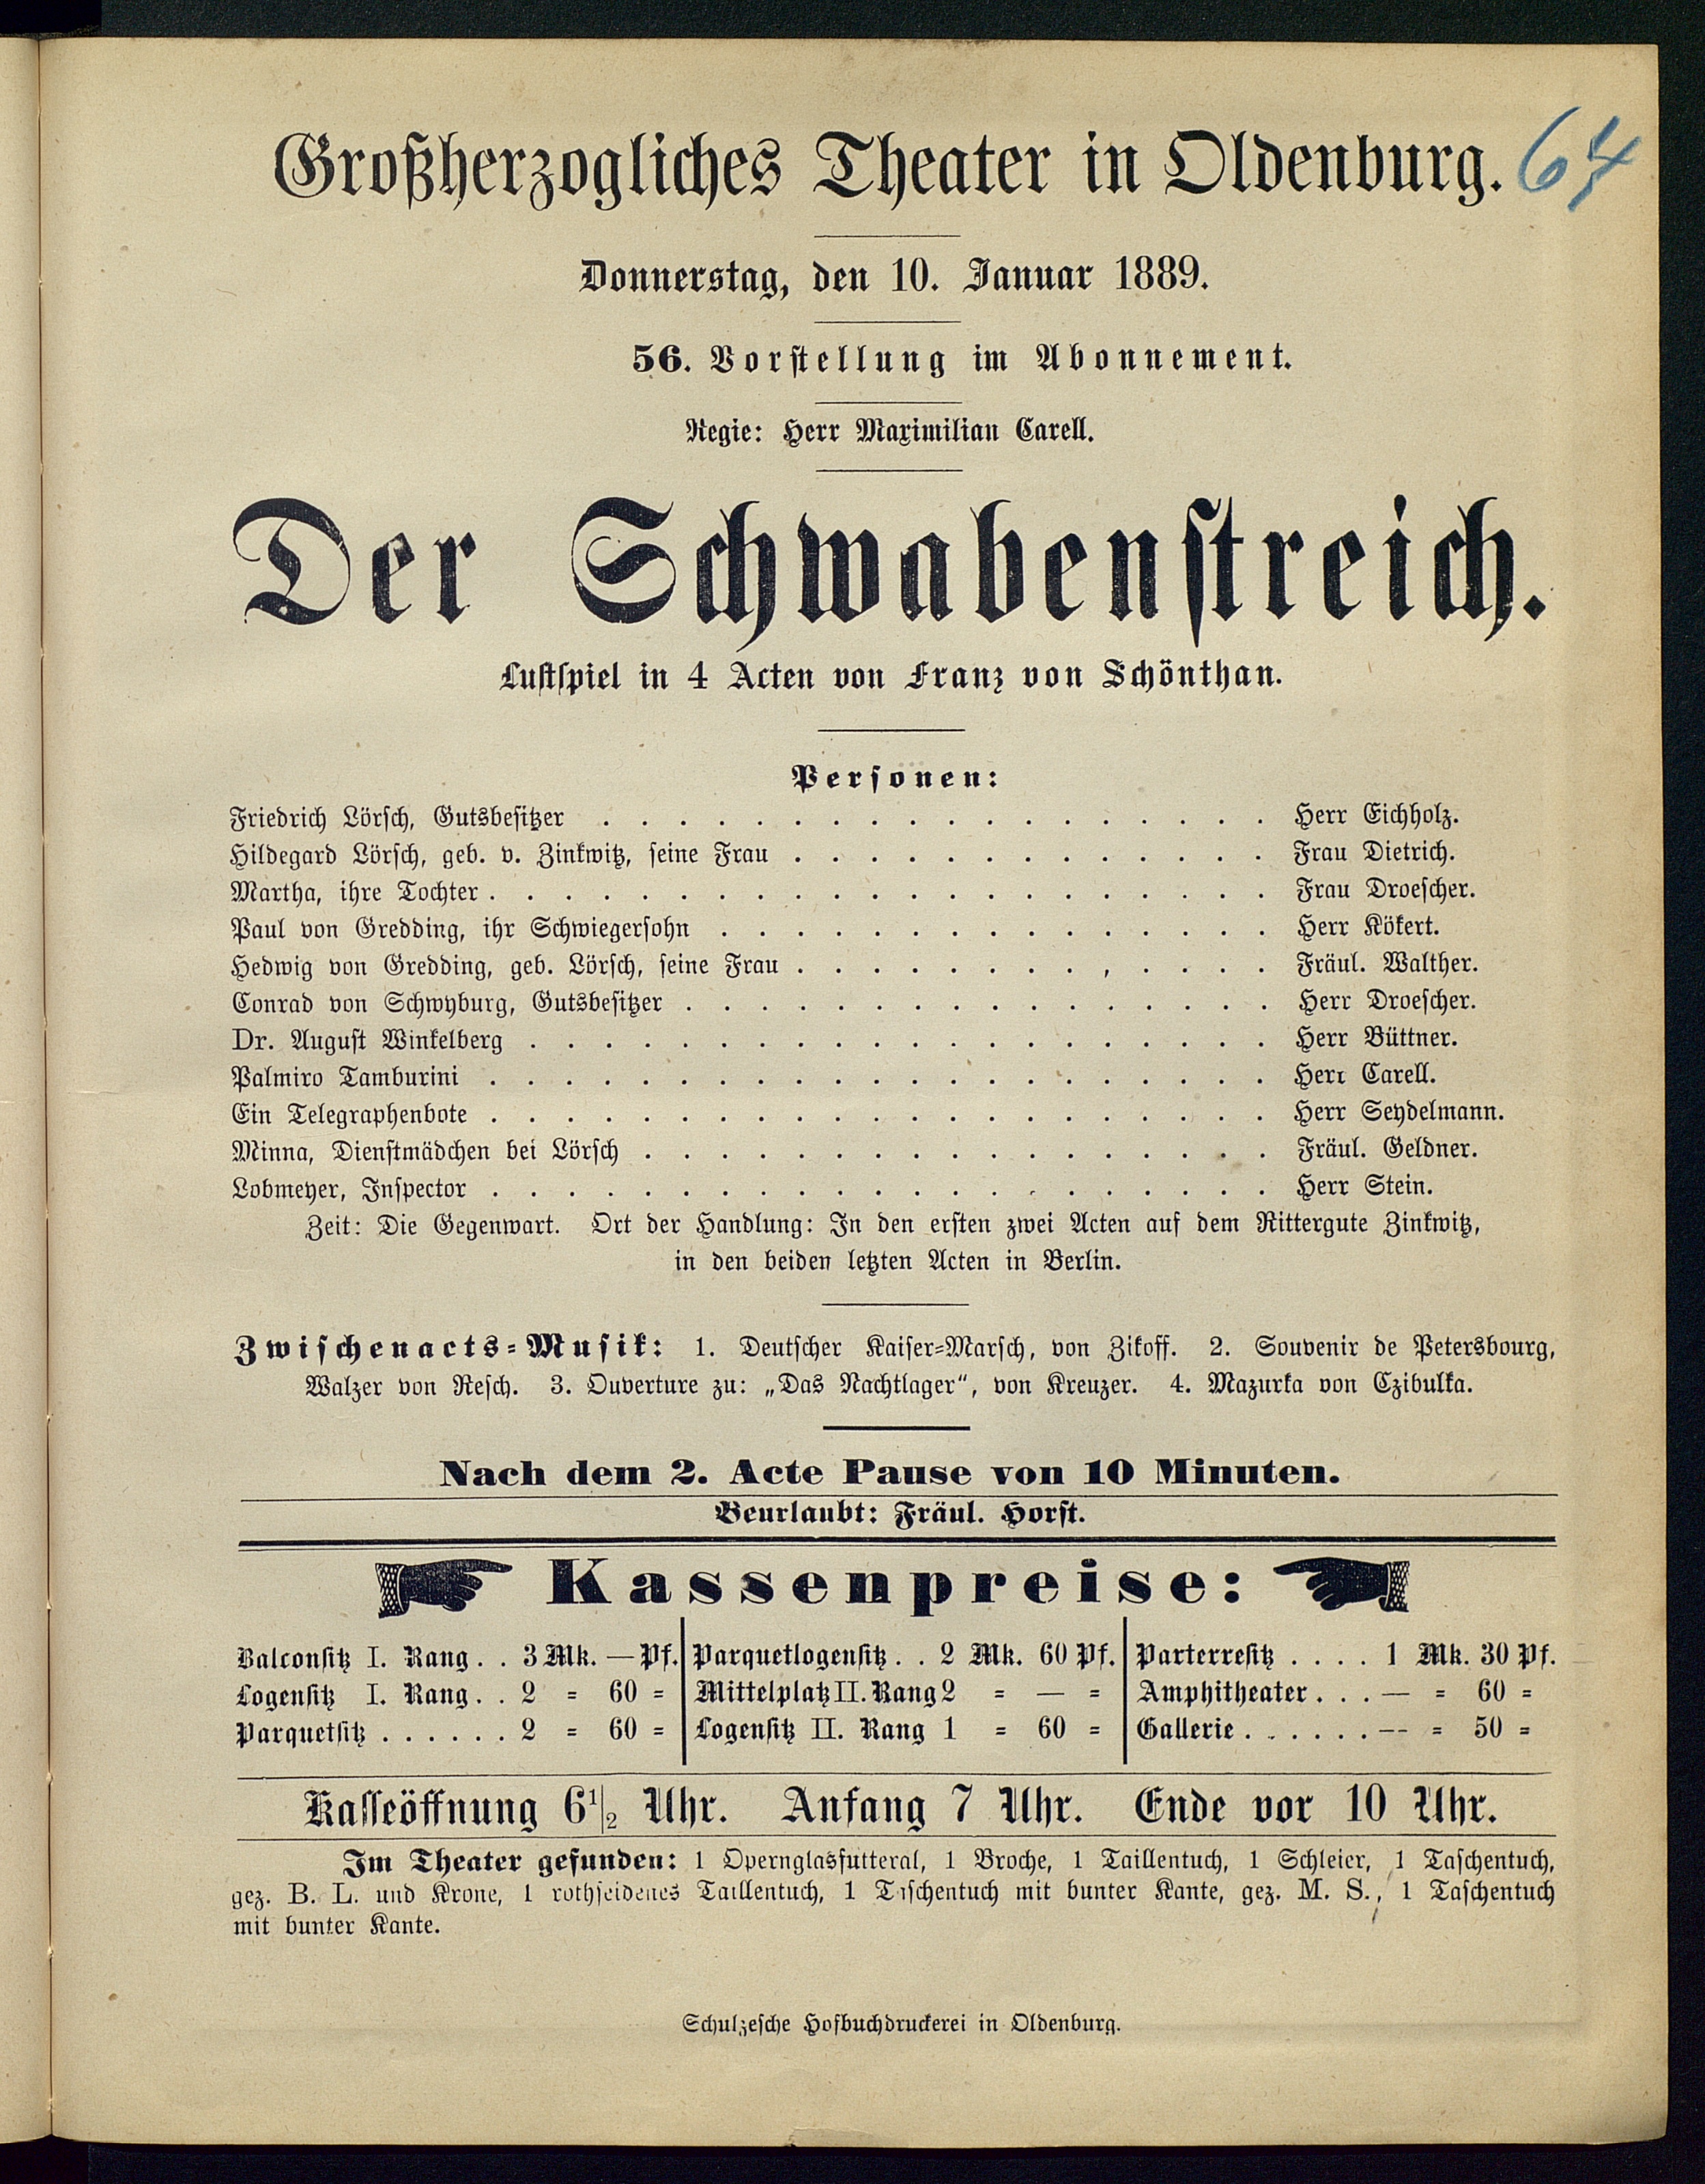 Großherzogliches Theater in Oldenburg. 64
Donnerstag, den 10. Januar 1889.
56. Vorstellung im Abonnement.
Regie: Herr Maximilian Carell.
Der Schwabenstreich.
Lustspiel in 4 Acten von Franz von Schönthan.
Personen:
Friedrich Lörsch, Gutsbesitzer . . . . . . . . . . . . . . . . . . Herr Eichholz.
Hildegard Lörsch, geb. v. Zinkwitz, seine Frau . . . . . . . . . . . . . Frau Dietrich.
Martha, ihre Tochter . . . . . . . . . . . . . . . . . . . . . Frau Droescher.
Paul von Gredding, ihr Schwiegersohn . . . . . . . . . . . . . . . Herr Kökert.
Hedwig von Gredding, geb. Lörsch, seine Frau . . . . . . . . . . . . . Fräul. Walther.
Conrad von Schwyburg, Gutsbesitzer . . . . . . . . . . . . . . . . Herr Droescher.
Dr. August Winkelberg . . . . . . . . . . . . . . . . . . . . Herr Büttner.
Palmiro Tamburini . . . . . . . . . . . . . . . . . . . . . Herr Carell.
Ein Telegraphenbote . . . . . . . . . . . . . . . . . . . . . Herr Seydelmann.
Minna, Dienstmädchen bei Lörsch . . . . . . . . . . . . . . . . . Fräul. Geldner.
Lobmeyer, Inspector . . . . . . . . . . . . . . . . . . . . . Herr Stein.
Zeit: Die Gegenwart. Ort der Handlung: In den ersten zwei Acten auf dem Rittergute Zinkwitz,
in den beiden letzten Acten in Berlin.
Zwischenacts=Musik: 1. Deutscher Kaiser=Marsch, von Zikoff. 2. Souvenir de Petersbourg,
Walzer von Resch. 3. Ouverture zu: „Das Nachtlager“, von Kreuzer. 4. Mazurka von Czibulka.
Nach dem 2. Acte Pause von 10 Minuten.
Beurlaubt: Fräul. Horst.
Kassenpreise:
Balconsitz I. Rang . . 3 Mk. — Pf. Parquetlogensitz . . 2 Mk. 60 Pf. Parterresitz . . . . 1 Mk. 30 Pf.
Logensitz I. Rang . . 2 = 60 = Mittelplatz II. Rang 2 = — = Amphitheater . . . — = 60 =
Parquetsitz . . . . . . 2 = 60 = Logensitz II. Rang 1 = 60 = Gallerie . . . . . . — = 50 =
Kasseöffnung 6 1/2 Uhr. Anfang 7 Uhr. Ende vor 10 Uhr.
Im Theater gefunden: 1 Opernglasfutteral, 1 Broche, 1 Taillentuch, 1 Schleier, 1 Taschentuch,
gez. B. L. und Krone, 1 rothseidenes Taillentuch, 1 Taschentuch mit bunter Kante, gez. M. S., 1 Taschentuch
mit bunter Kante.
Schulzesche Hofbuchdruckerei in Oldenburg.